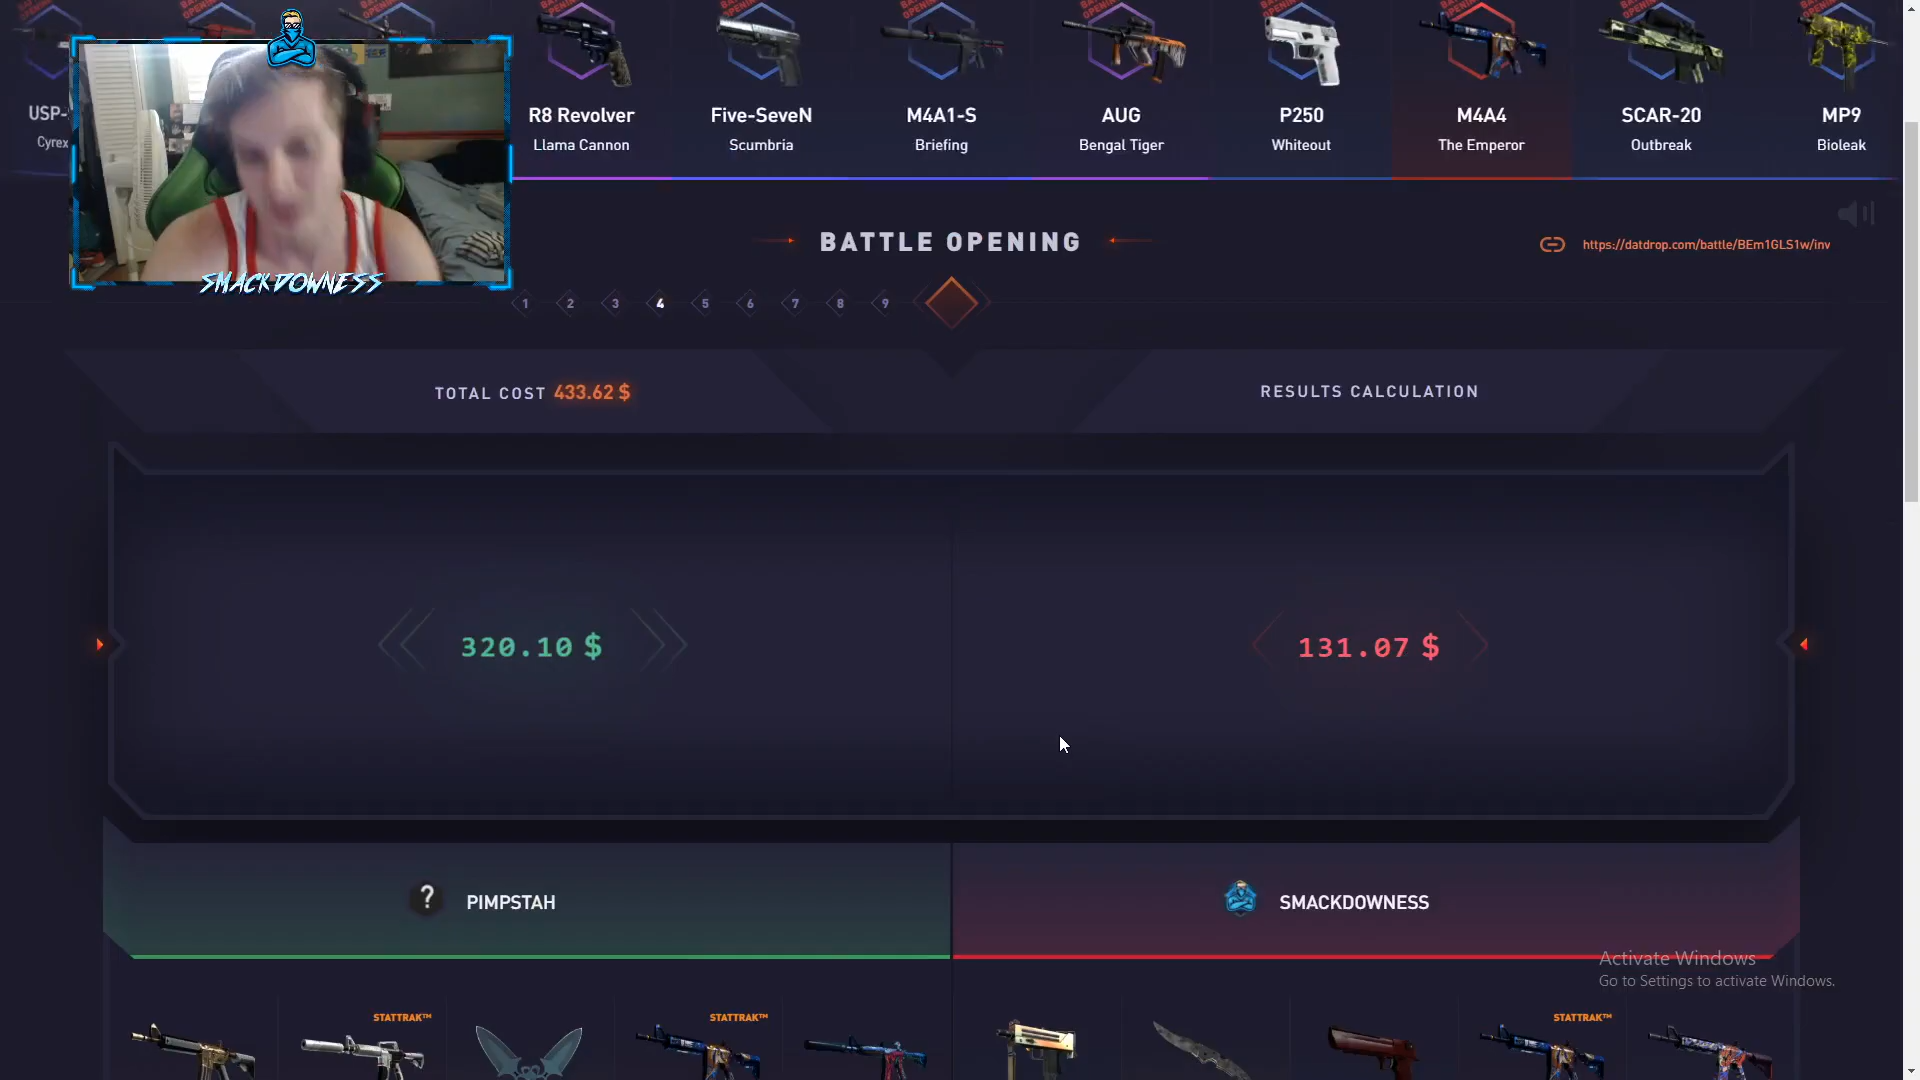 USP-
Cyrex
R8 Revolver
Llama Cannon
Five-SeveN
Scumbria
M4A1-S
Briefing
AUG
Bengal Tiger
P250
Whiteout
M4A4
The Emperor
SCAR-20
Outbreak
MP9
Bioleak
SMACKDOWNESS
BATTLE OPENING
https://datdrop.com/battle/BEm1GLS1w/inv
1 2 3 4 5 6 7 8 9
TOTAL COST 433.62 $
RESULTS CALCULATION
320.10 $
131.07 $
? PIMPSTAH
SMACKDOWNESS
Activate Windows
Go to Settings to activate Windows.
STATTRAK™
STATTRAK™
STATTRAK™